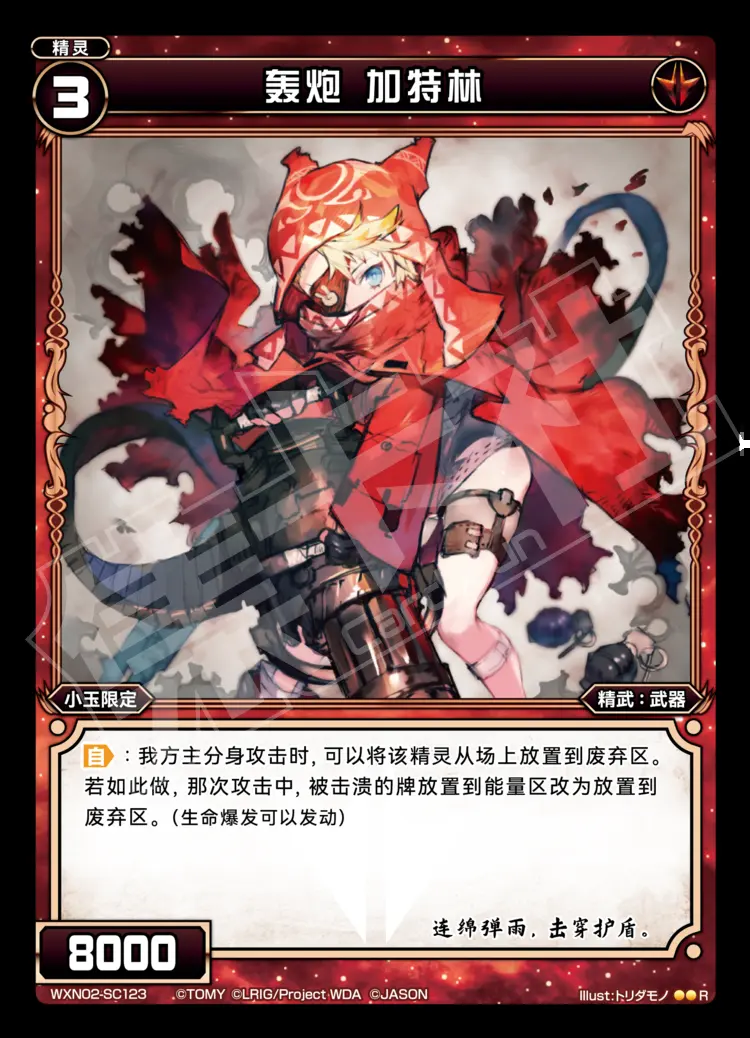 精灵
3
轰炮 加特林
小玉限定
精武：武器
自：我方主分身攻击时，可以将该精灵从场上放置到废弃区。
若如此做，那次攻击中，被击溃的牌放置到能量区改为放置到
废弃区。（生命爆发可以发动）
连绵弹雨，击穿护盾。
8000
WXN02-SC123 ©TOMY ©LRIG/Project WDA ©JASON
Illust:トリダモノ R